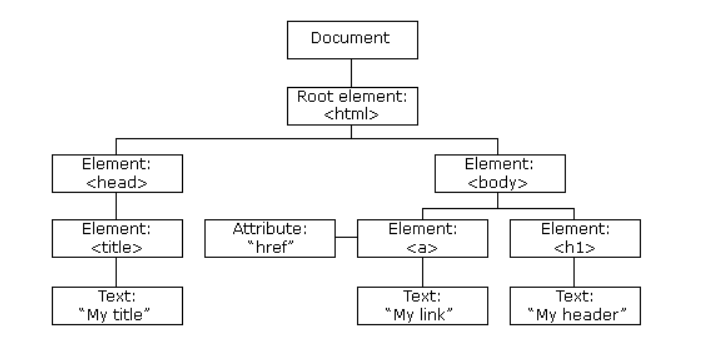 Document
Root element:
<html>
Element:
<head>
Element:
<body>
Element:
<title>
Attribute:
“href”
Element:
<a>
Element:
<h1>
Text:
“My title”
Text:
“My link”
Text:
“My header”